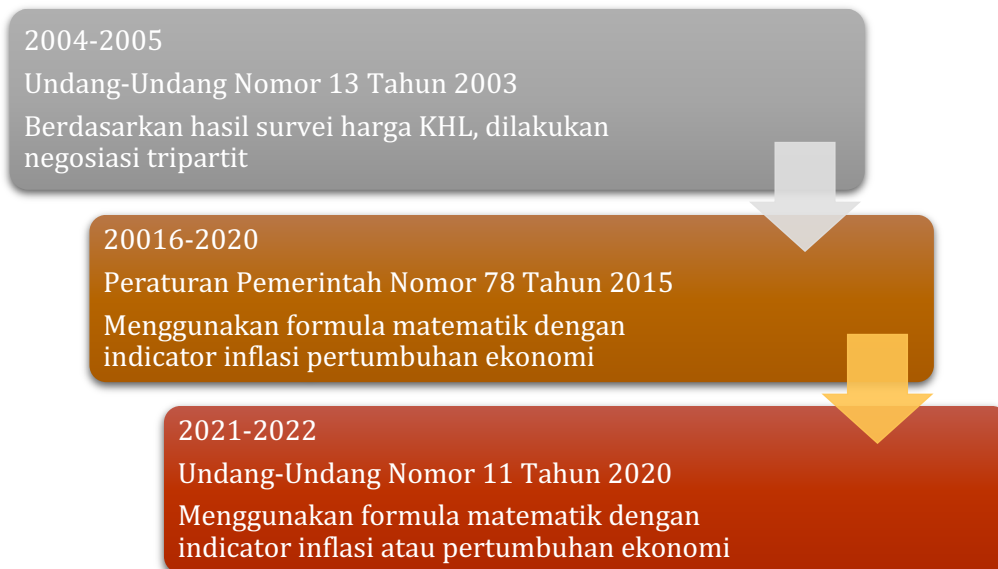 2004-2005
Undang-Undang Nomor 13 Tahun 2003
Berdasarkan hasil survei harga KHL, dilakukan
negosiasi tripartit
20016-2020
Peraturan Pemerintah Nomor 78 Tahun 2015
Menggunakan formula matematik dengan
indicator inflasi pertumbuhan ekonomi
2021-2022
Undang-Undang Nomor 11 Tahun 2020
Menggunakan formula matematik dengan
indicator inflasi atau pertumbuhan ekonomi